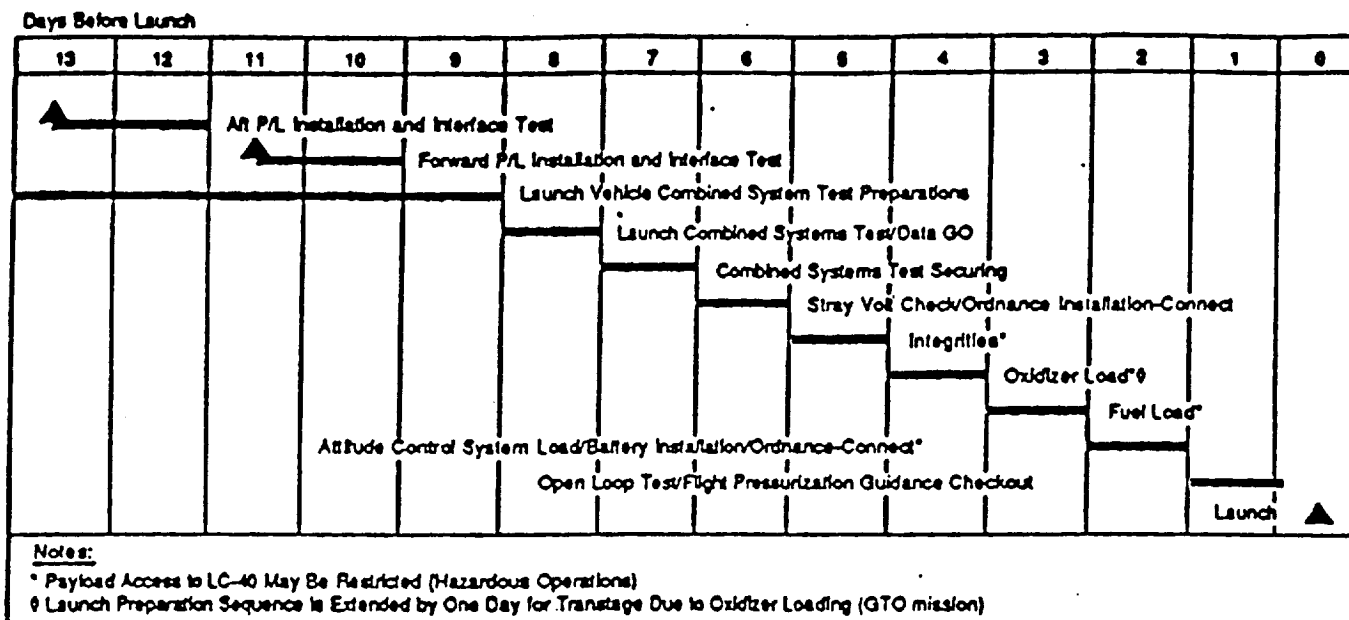 Days Before Launch
13 12 11 10 9 8 7 6 5 4 3 2 1 0
Aft P/L Installation and Interface Test
Forward P/L Installation and Interface Test
Launch Vehicle Combined System Test Preparations
Launch Combined Systems Test/Data GO
Combined Systems Test Securing
Stray Volt Check/Ordnance Installation-Connect
Integrities*
Oxidizer Load*◊
Fuel Load*
Attitude Control System Load/Battery Installation/Ordnance-Connect*
Open Loop Test/Flight Pressurization Guidance Checkout
Launch
Notes:
* Payload Access to LC-40 May Be Restricted (Hazardous Operations)
◊ Launch Preparation Sequence is Extended by One Day for Transtage Due to Oxidizer Loading (GTO mission)